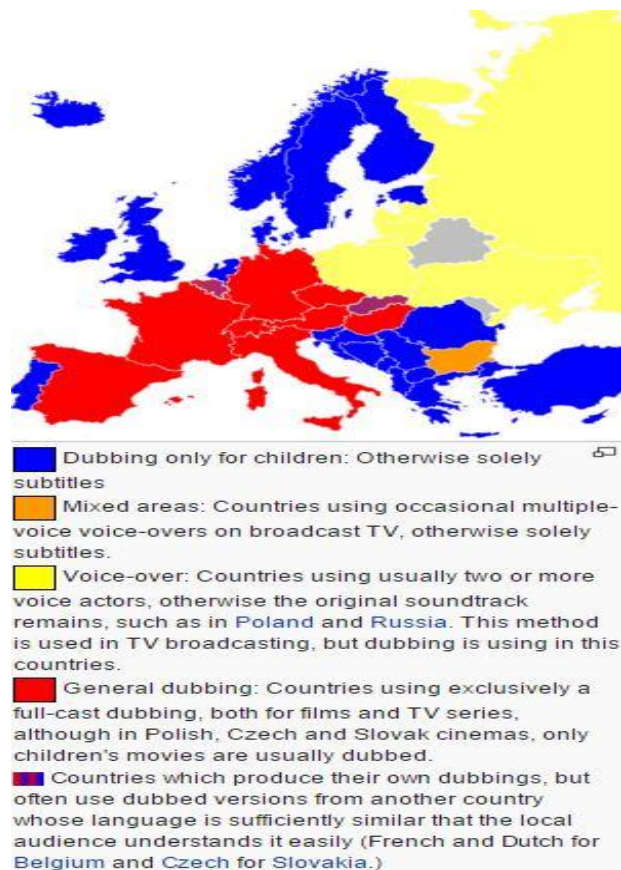 Dubbing only for children: Otherwise solely
subtitles
Mixed areas: Countries using occasional multiple-
voice voice-overs on broadcast TV, otherwise solely
subtitles.
Voice-over: Countries using usually two or more
voice actors, otherwise the original soundtrack
remains, such as in Poland and Russia. This method
is used in TV broadcasting, but dubbing is using in this
countries.
General dubbing: Countries using exclusively a
full-cast dubbing, both for films and TV series,
although in Polish, Czech and Slovak cinemas, only
children's movies are usually dubbed.
Countries which produce their own dubbings, but
often use dubbed versions from another country
whose language is sufficiently similar that the local
audience understands it easily (French and Dutch for
Belgium and Czech for Slovakia.)